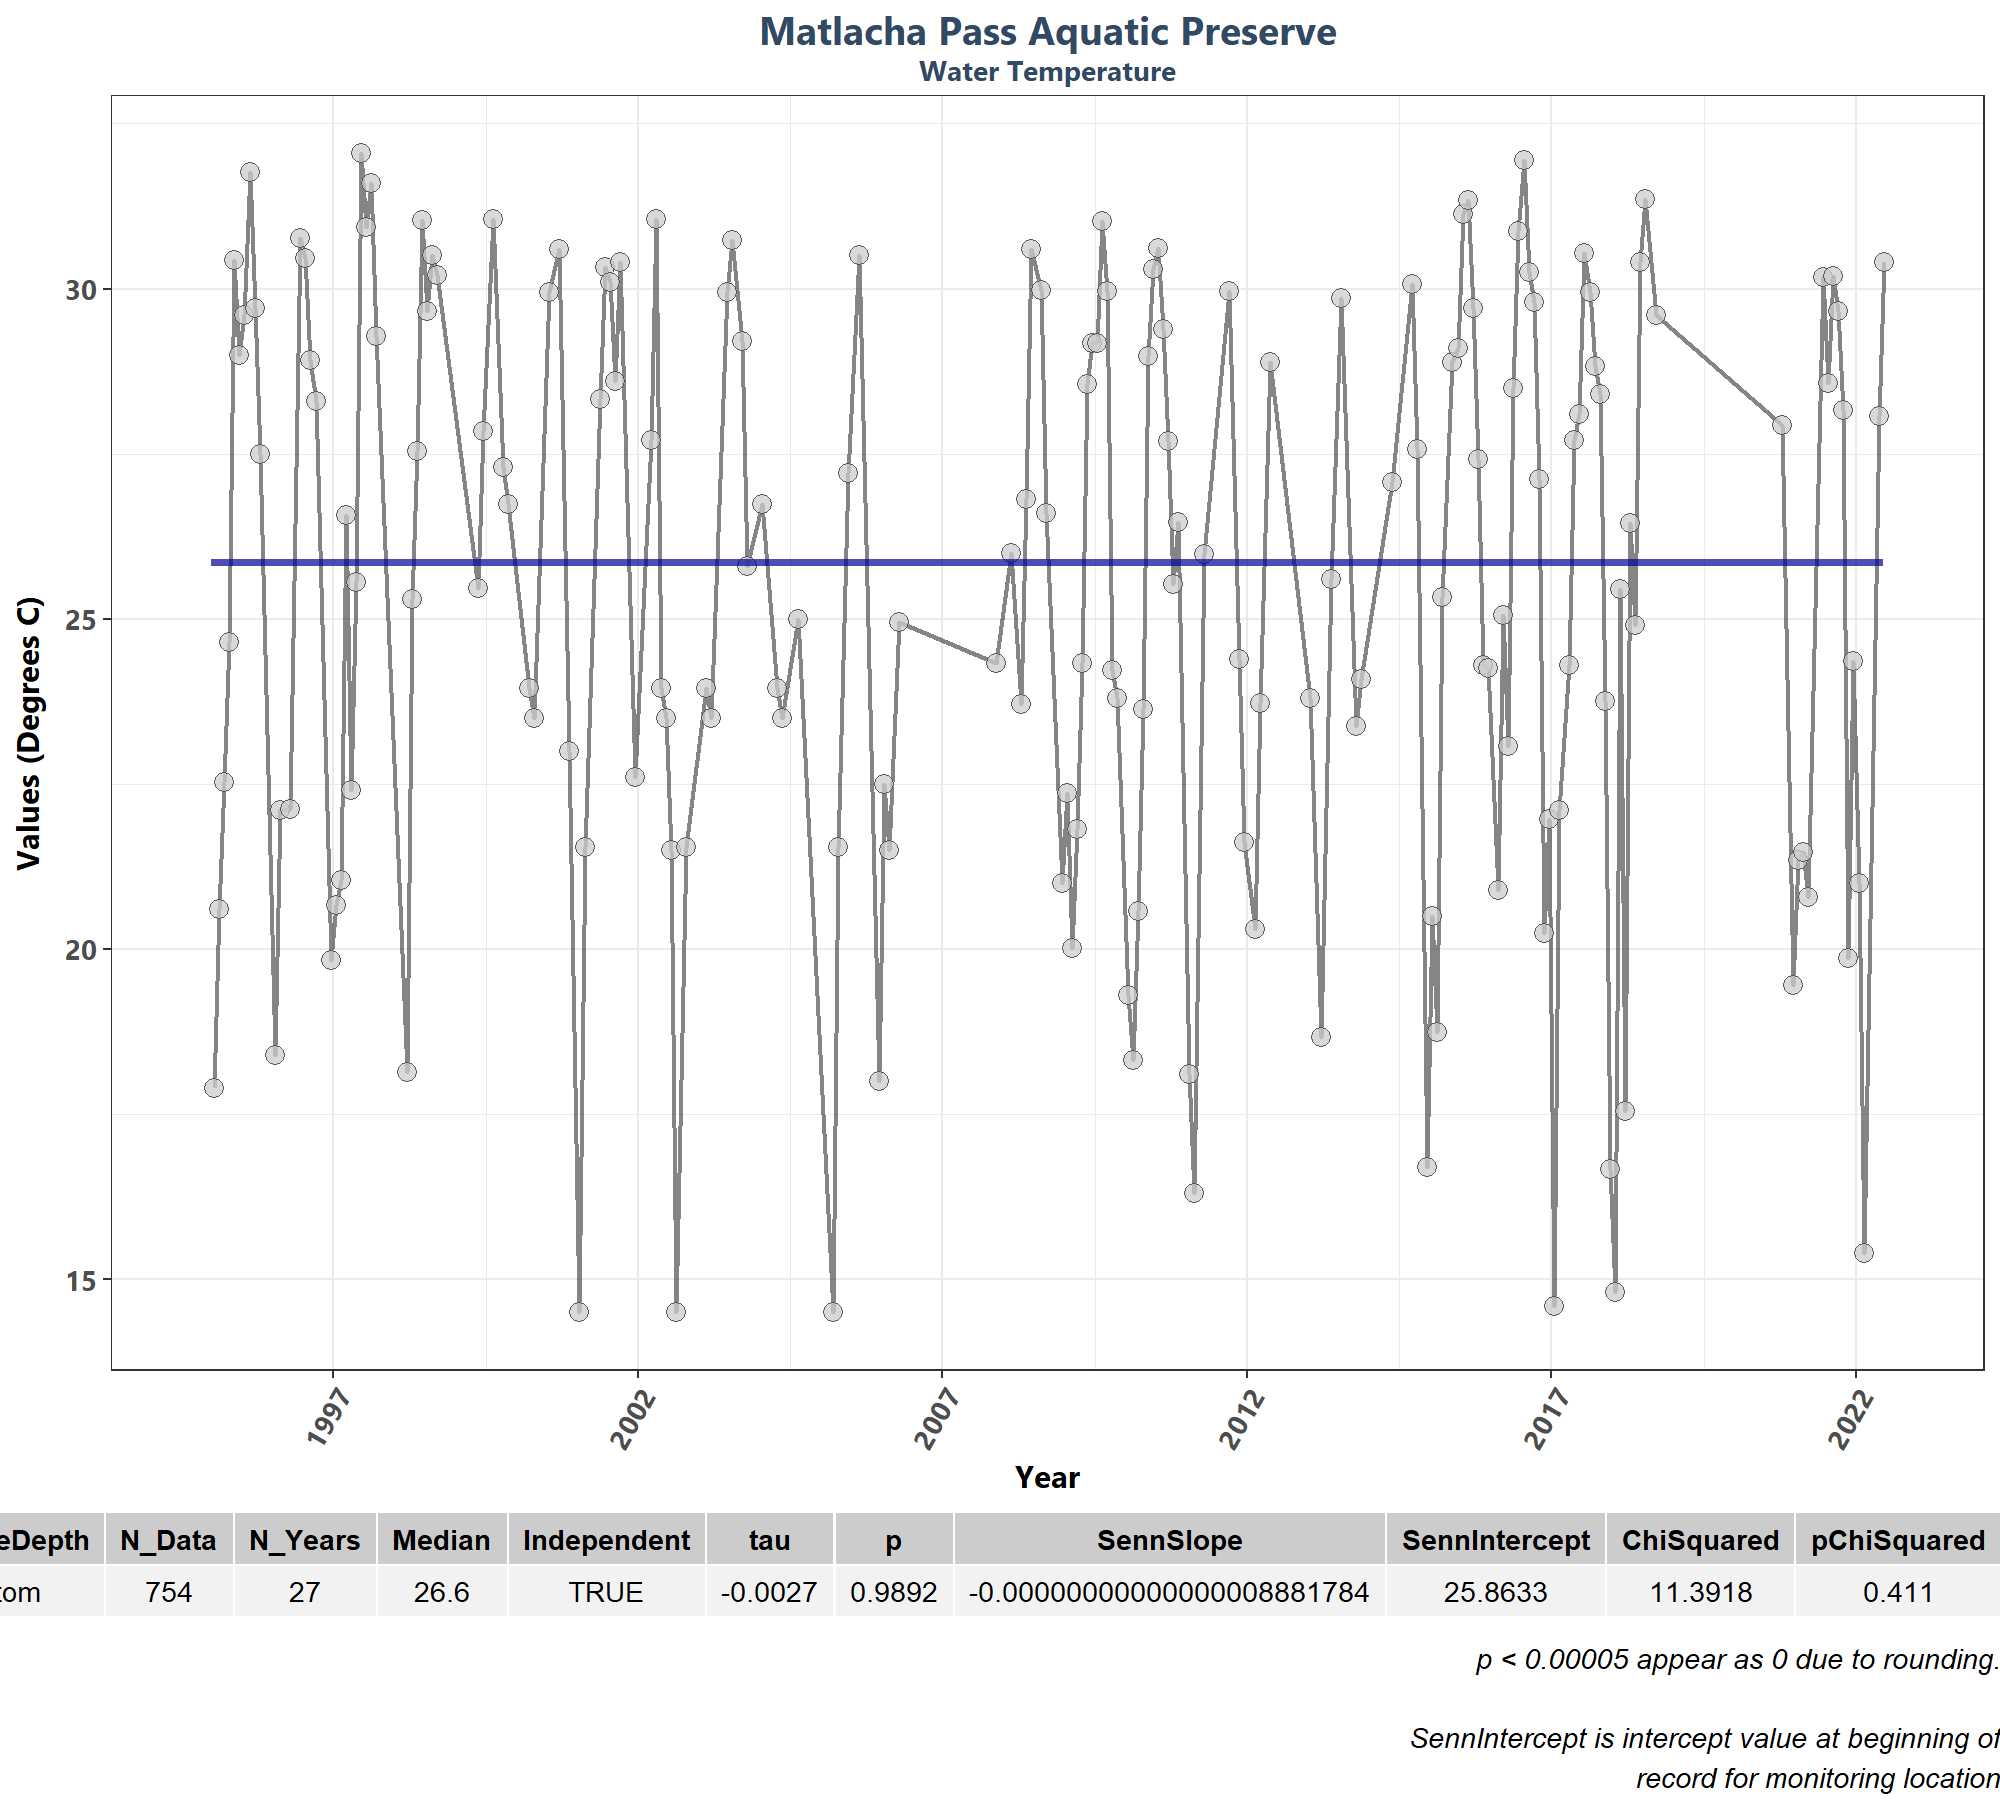 Matlacha Pass Aquatic Preserve
Water Temperature
Values (Degrees C)
30
25
20
15
1997 2002 2007 2012 2017 2022
Year
eDepth N_Data N_Years Median Independent tau p SennSlope SennIntercept ChiSquared pChiSquared
tom 754 27 26.6 TRUE -0.0027 0.9892 -0.0000000000000008881784 25.8633 11.3918 0.411
p < 0.00005 appear as 0 due to rounding.
SennIntercept is intercept value at beginning of
record for monitoring location